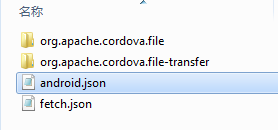 名称
org.apache.cordova.file
org.apache.cordova.file-transfer
android.json
fetch.json